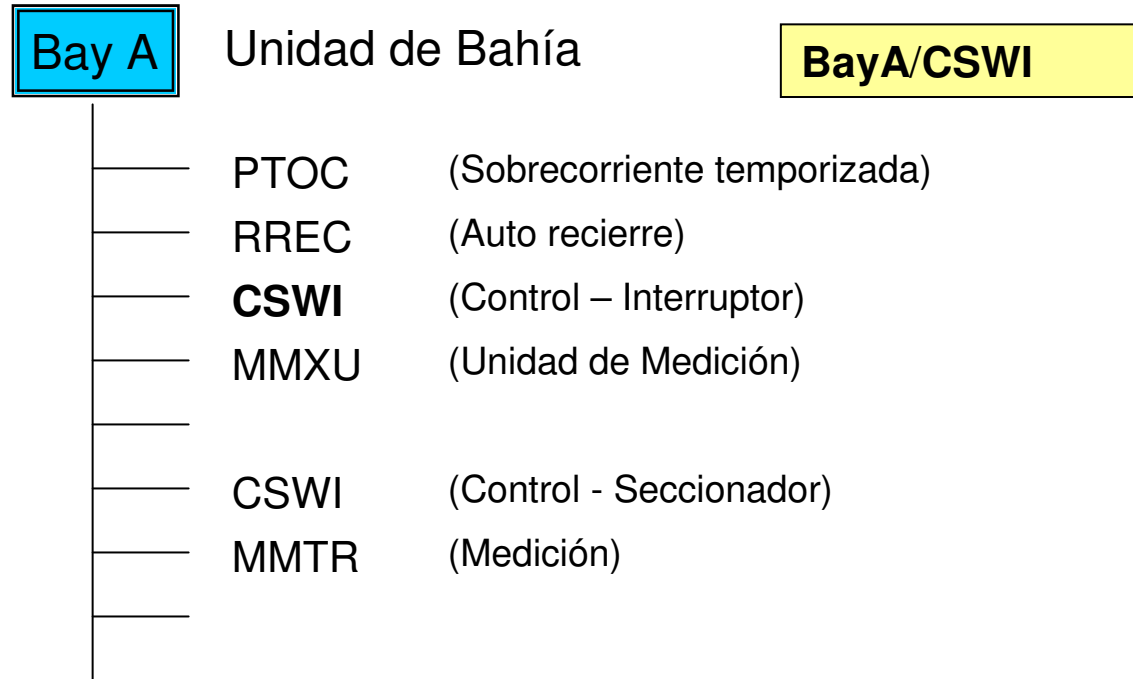 Bay A Unidad de Bahía BayA/CSWI
PTOC (Sobrecorriente temporizada)
RREC (Auto recierre)
CSWI (Control – Interruptor)
MMXU (Unidad de Medición)
CSWI (Control - Seccionador)
MMTR (Medición)